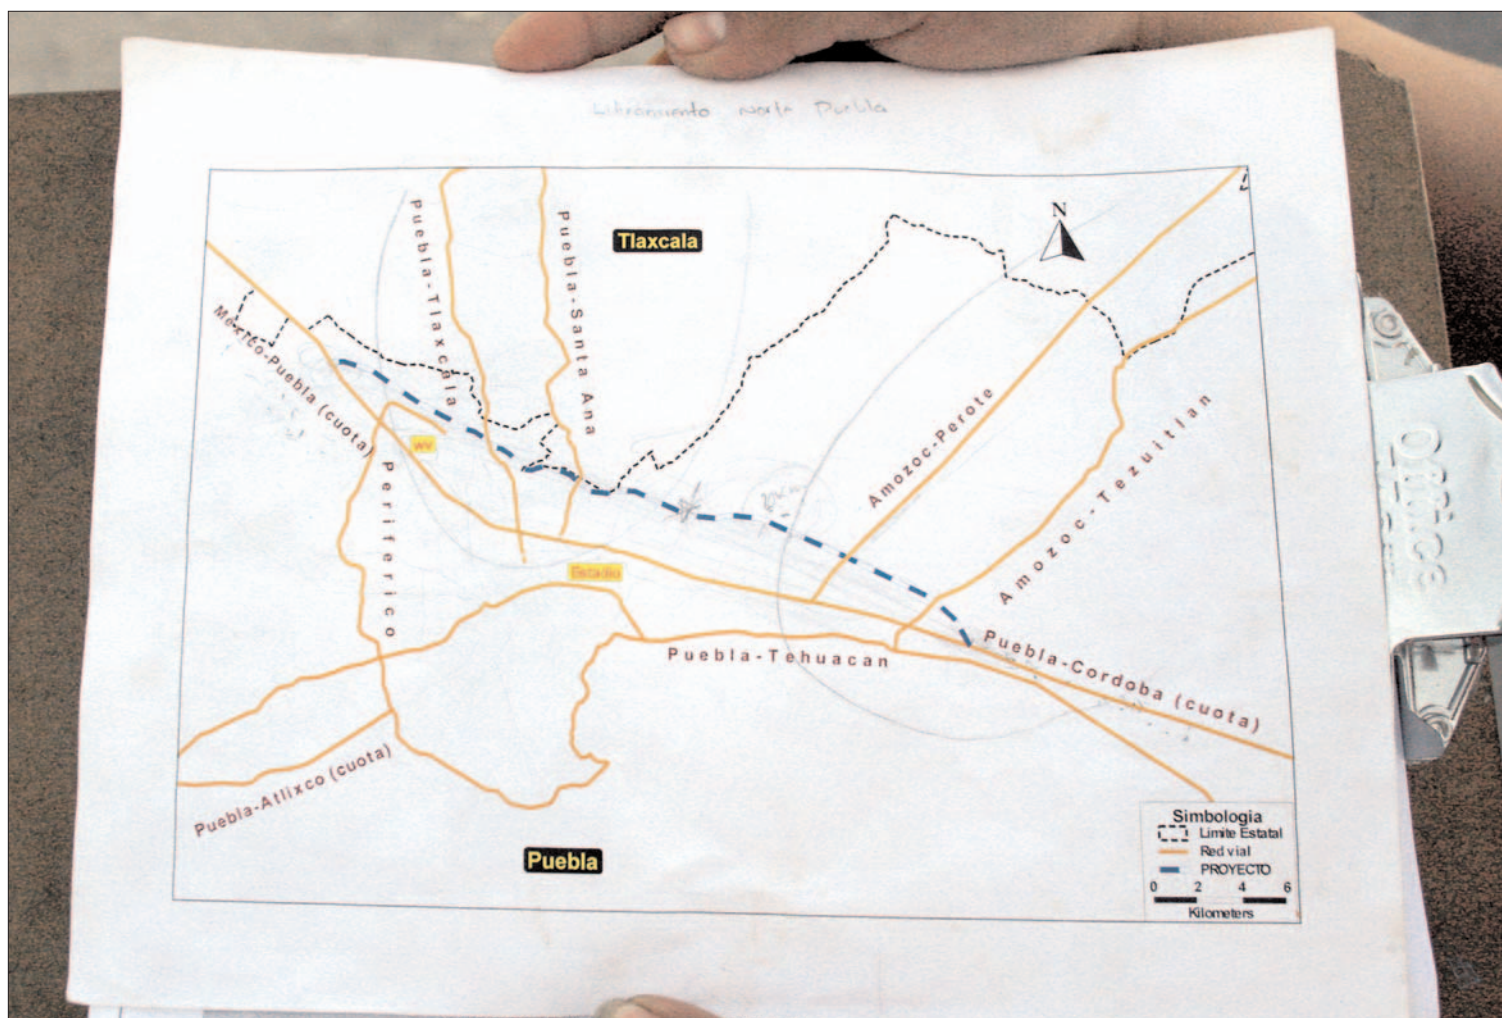 Libramiento Norte Puebla
Tlaxcala
N
Puebla-Tlaxcala
Puebla-Santa Ana
Mexico-Puebla (cuota)
VW
Periferico
Estadio
Amozoc-Perote
Amozoc-Tezuitlan
Puebla-Tehuacan
Puebla-Cordoba (cuota)
Puebla-Atlixco (cuota)
Puebla
Simbologia
Limite Estatal
Red vial
PROYECTO
0 2 4 6
Kilometers
Office